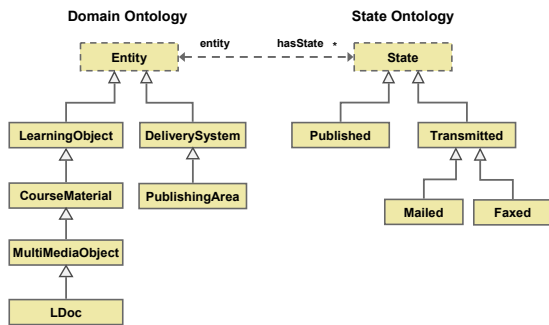 Domain Ontology
State Ontology
Entity
entity
hasState
*
State
LearningObject
DeliverySystem
Published
Transmitted
CourseMaterial
PublishingArea
Mailed
Faxed
MultiMediaObject
LDoc